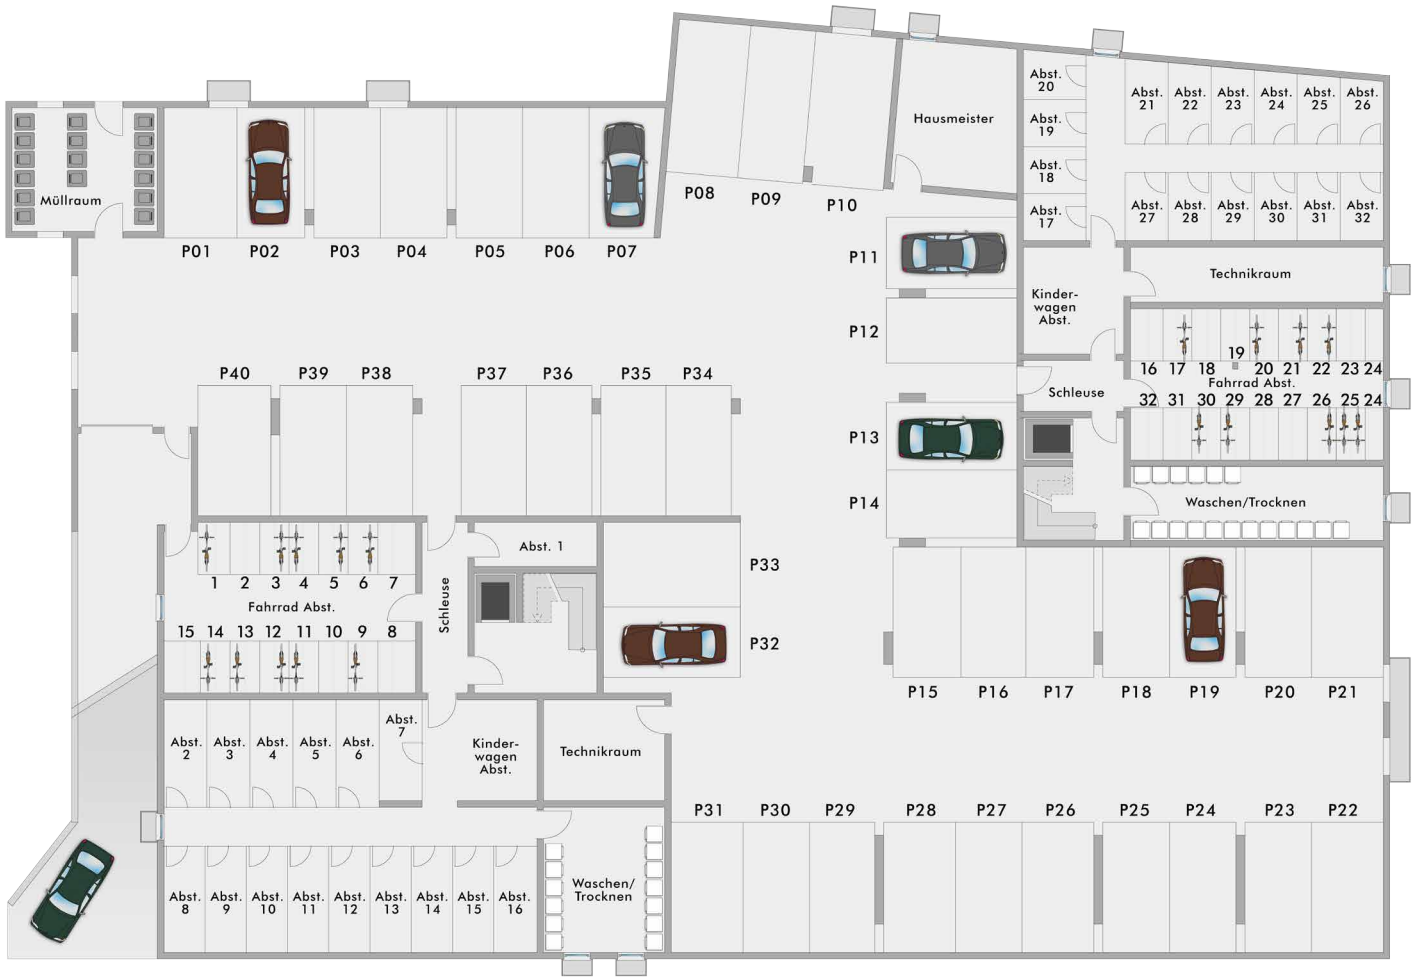 Hausmeister
Abst.
20
Abst.
19
Abst.
18
Abst.
17
Abst.
21
Abst.
22
Abst.
23
Abst.
24
Abst.
25
Abst.
26
Abst.
27
Abst.
28
Abst.
29
Abst.
30
Abst.
31
Abst.
32
Müllraum
P01
P02
P03
P04
P05
P06
P07
P08
P09
P10
P11
P12
P13
P14
Kinder-
wagen
Abst.
Technikraum
Schleuse
16
17
18
19
20
21
22
23
24
Fahrrad Abst.
32
31
30
29
28
27
26
25
24
Waschen/Trocknen
P40
P39
P38
P37
P36
P35
P34
Abst. 1
P33
P32
1
2
3
4
5
6
7
Fahrrad Abst.
15
14
13
12
11
10
9
8
Schleuse
P15
P16
P17
P18
P19
P20
P21
Abst.
2
Abst.
3
Abst.
4
Abst.
5
Abst.
6
Abst.
7
Kinder-
wagen
Abst.
Technikraum
P31
P30
P29
P28
P27
P26
P25
P24
P23
P22
Abst.
8
Abst.
9
Abst.
10
Abst.
11
Abst.
12
Abst.
13
Abst.
14
Abst.
15
Abst.
16
Waschen/
Trocknen